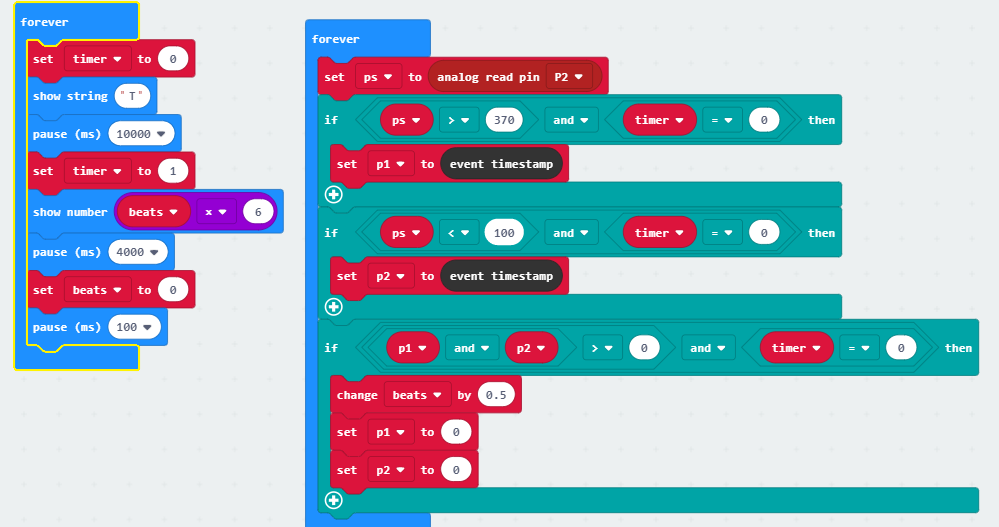 forever
set timer to 0
show string "T"
pause (ms) 10000
set timer to 1
show number beats x 6
pause (ms) 4000
set beats to 0
pause (ms) 100
forever
set ps to analog read pin P2
if ps > 370 and timer = 0 then
set p1 to event timestamp
if ps < 100 and timer = 0 then
set p2 to event timestamp
if p1 and p2 > 0 and timer = 0 then
change beats by 0.5
set p1 to 0
set p2 to 0